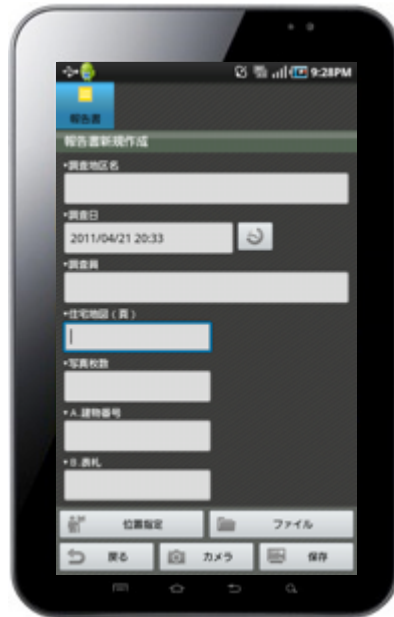 9:28PM
報告書
報告書新規作成
*調査地区名
*調査日
2011/04/21 20:33
*調査員
*住宅地図(頁)
*写真枚数
*A.建物番号
*B.表札
位置指定 ファイル
戻る カメラ 保存